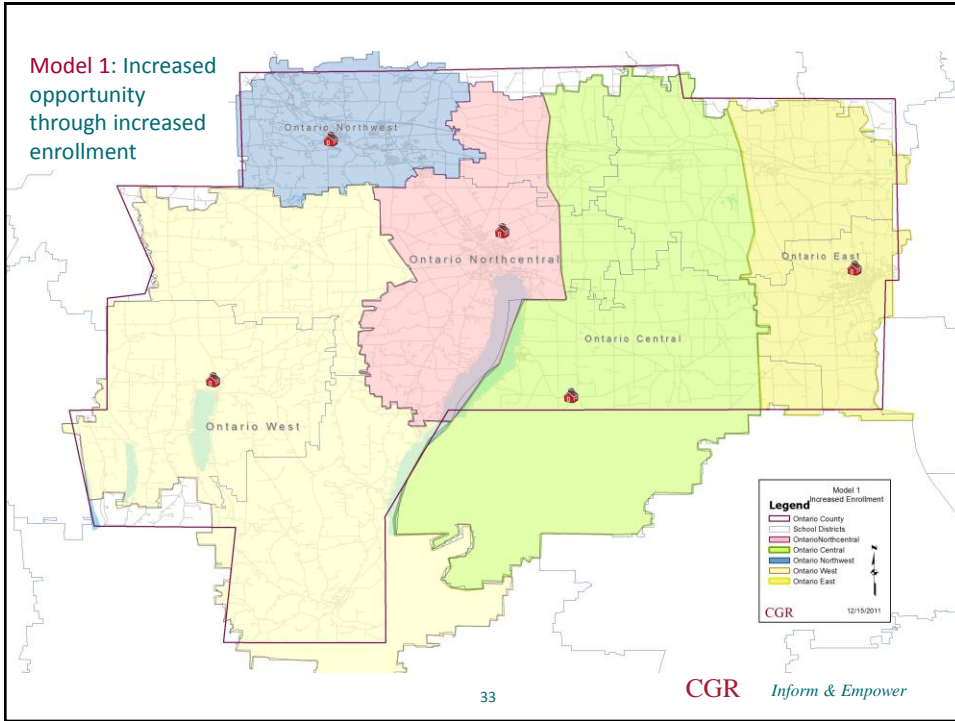 Model 1: Increased
opportunity
through increased
enrollment
Ontario Northwest
Ontario Northcentral
Ontario East
Ontario Central
Ontario West
Model 1
Increased Enrollment
Legend
Ontario County
School Districts
OntarioNorthcentral
Ontario Central
Ontario Northwest
Ontario West
Ontario East
N
CGR
12/15/2011
33
CGR Inform & Empower